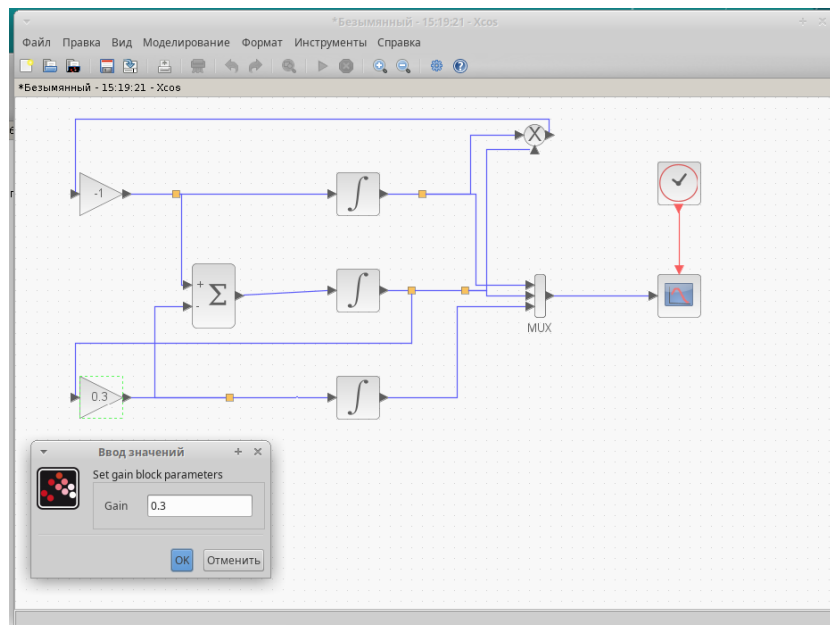 *Безымянный - 15:19:21 - Xcos
Файл Правка Вид Моделирование Формат Инструменты Справка
*Безымянный - 15:19:21 - Xcos
X
-1
∫
+
Σ
-
∫
MUX
0.3
∫
Ввод значений
Set gain block parameters
Gain 0.3
OK Отменить